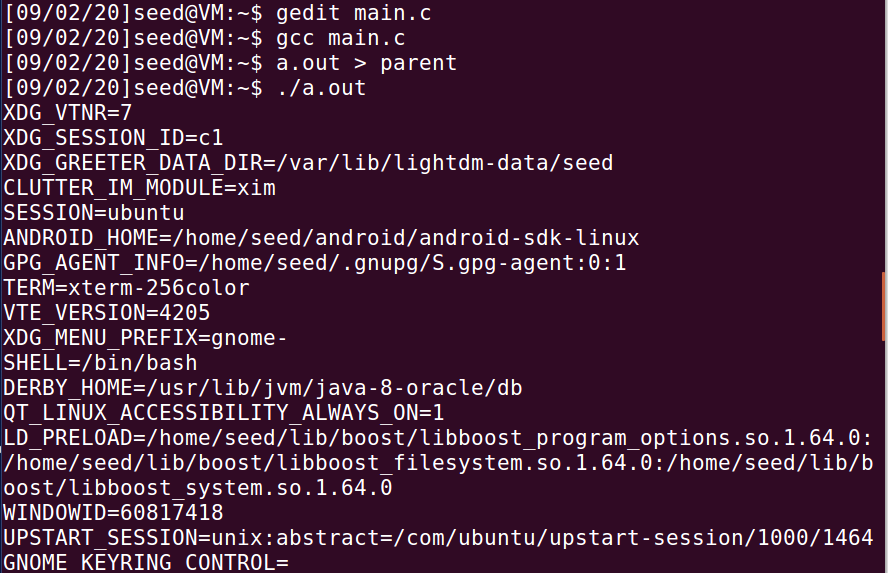 [09/02/20]seed@VM:~$ gedit main.c
[09/02/20]seed@VM:~$ gcc main.c
[09/02/20]seed@VM:~$ a.out > parent
[09/02/20]seed@VM:~$ ./a.out
XDG_VTNR=7
XDG_SESSION_ID=c1
XDG_GREETER_DATA_DIR=/var/lib/lightdm-data/seed
CLUTTER_IM_MODULE=xim
SESSION=ubuntu
ANDROID_HOME=/home/seed/android/android-sdk-linux
GPG_AGENT_INFO=/home/seed/.gnupg/S.gpg-agent:0:1
TERM=xterm-256color
VTE_VERSION=4205
XDG_MENU_PREFIX=gnome-
SHELL=/bin/bash
DERBY_HOME=/usr/lib/jvm/java-8-oracle/db
QT_LINUX_ACCESSIBILITY_ALWAYS_ON=1
LD_PRELOAD=/home/seed/lib/boost/libboost_program_options.so.1.64.0:
/home/seed/lib/boost/libboost_filesystem.so.1.64.0:/home/seed/lib/b
oost/libboost_system.so.1.64.0
WINDOWID=60817418
UPSTART_SESSION=unix:abstract=/com/ubuntu/upstart-session/1000/1464
GNOME_KEYRING_CONTROL=